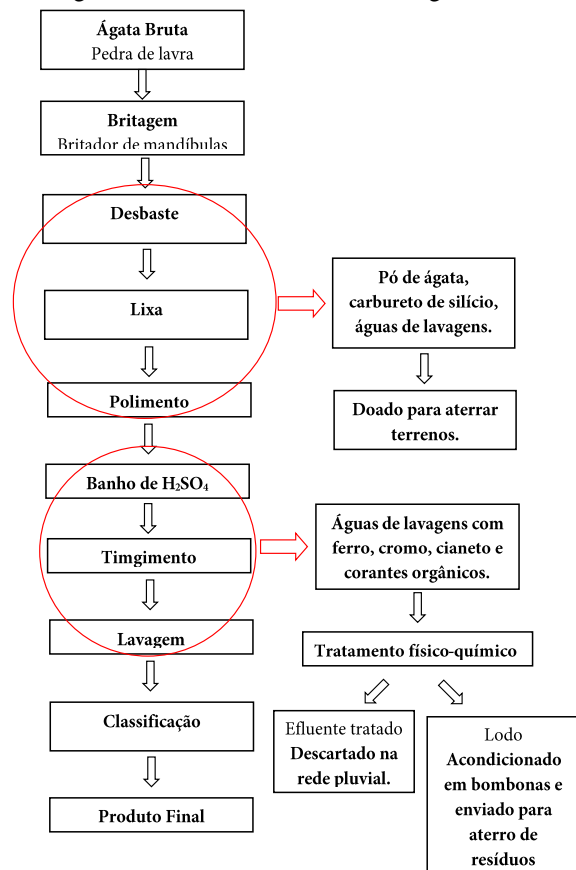 Ágata Bruta
Pedra de lavra
Britagem
Britador de mandíbulas
Desbaste
Lixa
Polimento
Pó de ágata,
carbureto de silício,
águas de lavagens.
Doado para aterrar
terrenos.
Banho de H₂SO₄
Timgimento
Lavagem
Classificação
Produto Final
Águas de lavagens com
ferro, cromo, cianeto e
corantes orgânicos.
Tratamento físico-químico
Efluente tratado
Descartado na
rede pluvial.
Lodo
Acondicionado
em bombonas e
enviado para
aterro de
resíduos